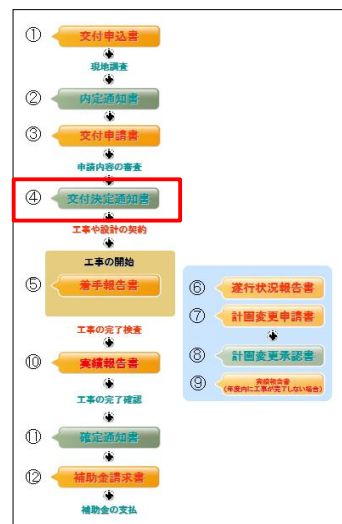 ① 交付申込書
現地調査
② 内定通知書
③ 交付申請書
申請内容の審査
④ 交付決定通知書
工事や設計の契約
工事の開始
⑤ 着手報告書
⑥ 遂行状況報告書
⑦ 計画変更申請書
⑧ 計画変更承認書
⑨ 実績報告書
(年度内に工事が完了しない場合)
工事の完了検査
⑩ 実績報告書
工事の完了確認
⑪ 確定通知書
⑫ 補助金請求書
補助金の支払